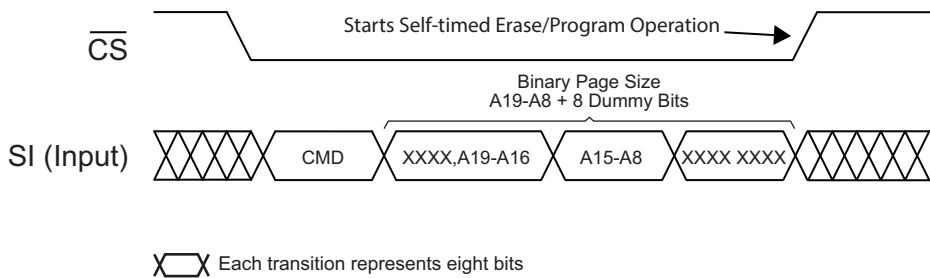 Starts Self-timed Erase/Program Operation
CS
Binary Page Size
A19-A8 + 8 Dummy Bits
SI (Input)
CMD
XXXX,A19-A16
A15-A8
XXXX XXXX
Each transition represents eight bits